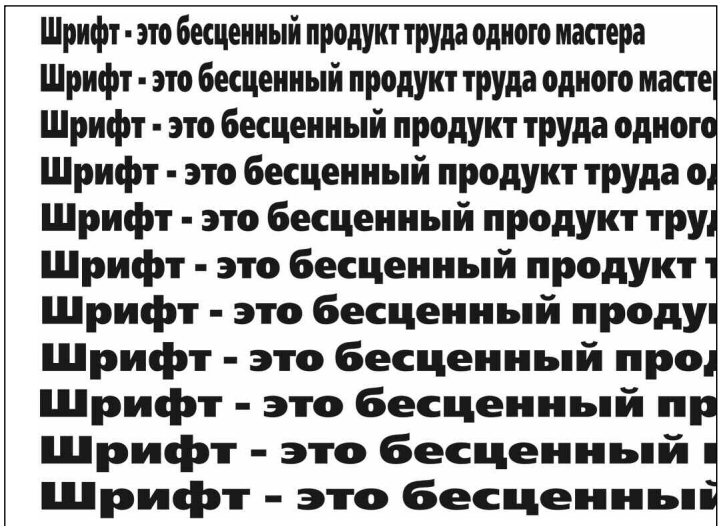 Шрифт - это бесценный продукт труда одного мастера
Шрифт - это бесценный продукт труда одного
Шрифт - это бесценный продукт труда одного
Шрифт - это бесценный продукт труда
Шрифт - это бесценный продукт
Шрифт - это бесценный продукт
Шрифт - это бесценный
Шрифт - это бесценный
Шрифт - это бесценный
Шрифт - это бесценный
Шрифт - это бесценный